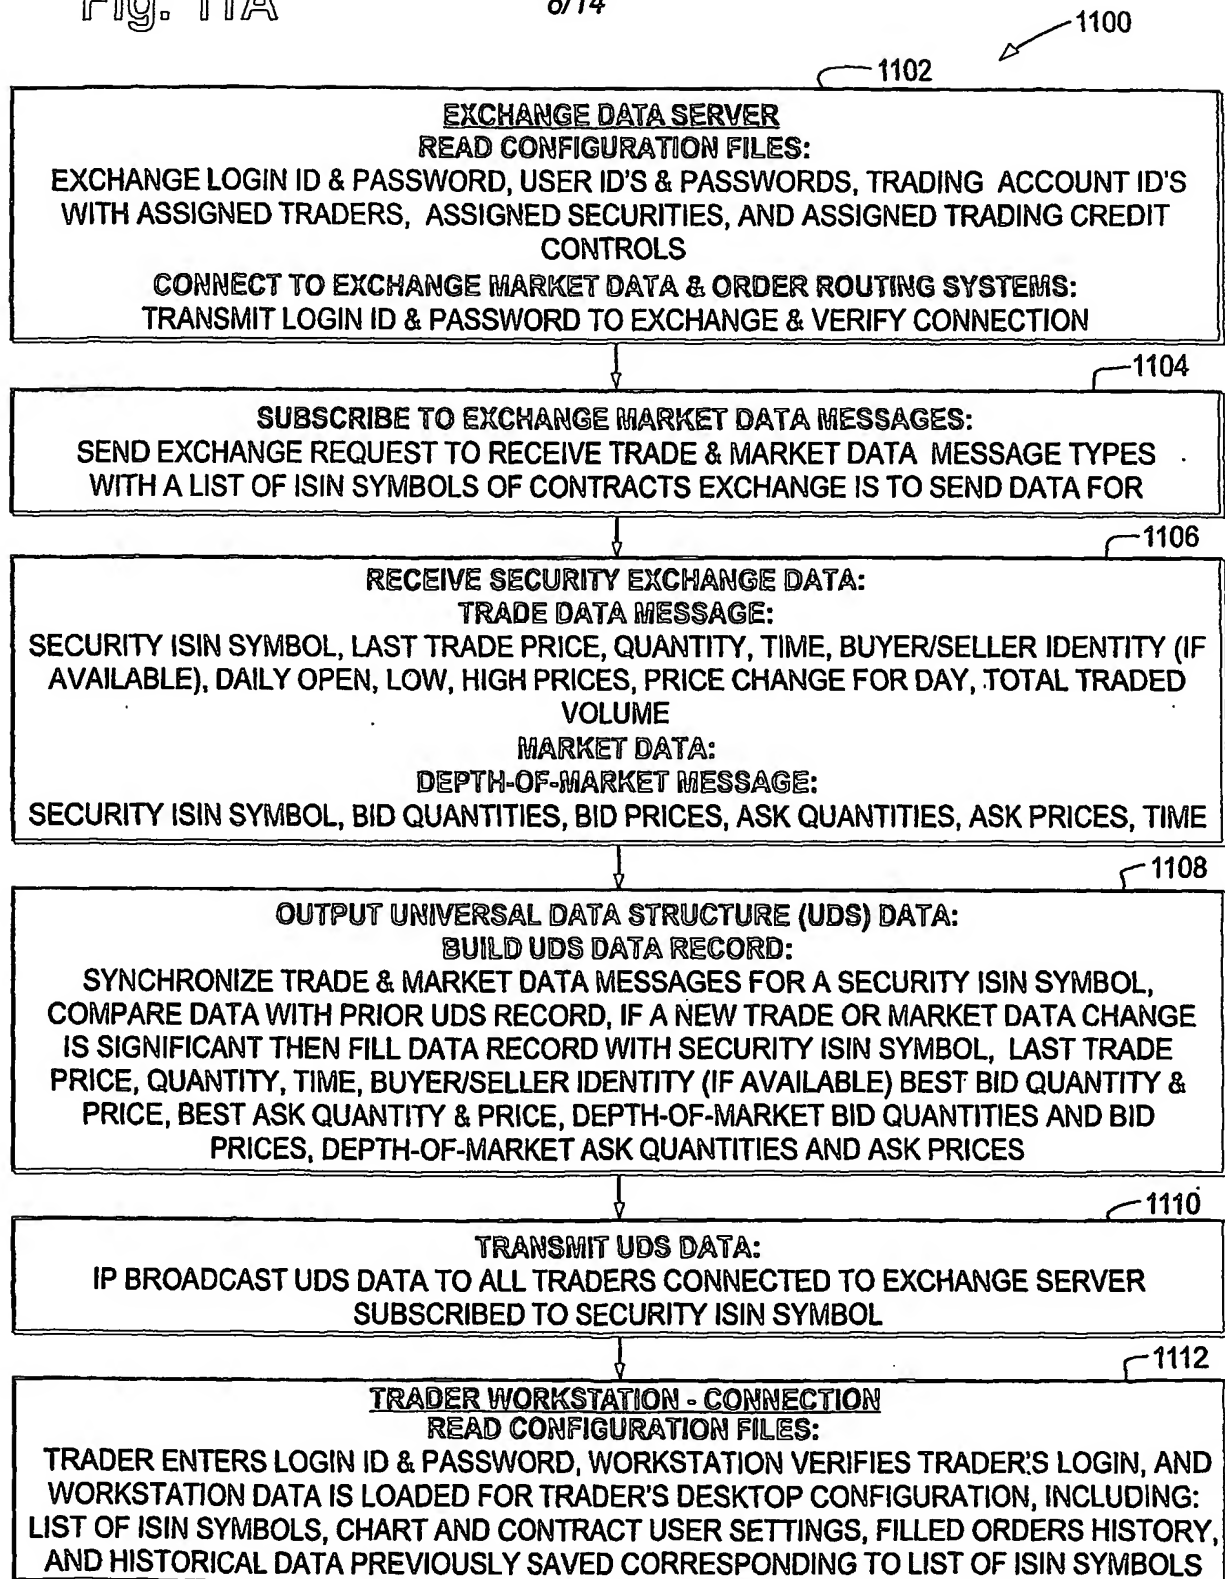 Fig. 11A
8/14
1100
1102
EXCHANGE DATA SERVER
READ CONFIGURATION FILES:
EXCHANGE LOGIN ID & PASSWORD, USER ID'S & PASSWORDS, TRADING ACCOUNT ID'S
WITH ASSIGNED TRADERS, ASSIGNED SECURITIES, AND ASSIGNED TRADING CREDIT
CONTROLS
CONNECT TO EXCHANGE MARKET DATA & ORDER ROUTING SYSTEMS:
TRANSMIT LOGIN ID & PASSWORD TO EXCHANGE & VERIFY CONNECTION
1104
SUBSCRIBE TO EXCHANGE MARKET DATA MESSAGES:
SEND EXCHANGE REQUEST TO RECEIVE TRADE & MARKET DATA MESSAGE TYPES
WITH A LIST OF ISIN SYMBOLS OF CONTRACTS EXCHANGE IS TO SEND DATA FOR
1106
RECEIVE SECURITY EXCHANGE DATA:
TRADE DATA MESSAGE:
SECURITY ISIN SYMBOL, LAST TRADE PRICE, QUANTITY, TIME, BUYER/SELLER IDENTITY (IF
AVAILABLE), DAILY OPEN, LOW, HIGH PRICES, PRICE CHANGE FOR DAY, TOTAL TRADED
VOLUME
MARKET DATA:
DEPTH-OF-MARKET MESSAGE:
SECURITY ISIN SYMBOL, BID QUANTITIES, BID PRICES, ASK QUANTITIES, ASK PRICES, TIME
1108
OUTPUT UNIVERSAL DATA STRUCTURE (UDS) DATA:
BUILD UDS DATA RECORD:
SYNCHRONIZE TRADE & MARKET DATA MESSAGES FOR A SECURITY ISIN SYMBOL,
COMPARE DATA WITH PRIOR UDS RECORD, IF A NEW TRADE OR MARKET DATA CHANGE
IS SIGNIFICANT THEN FILL DATA RECORD WITH SECURITY ISIN SYMBOL, LAST TRADE
PRICE, QUANTITY, TIME, BUYER/SELLER IDENTITY (IF AVAILABLE) BEST BID QUANTITY &
PRICE, BEST ASK QUANTITY & PRICE, DEPTH-OF-MARKET BID QUANTITIES AND BID
PRICES, DEPTH-OF-MARKET ASK QUANTITIES AND ASK PRICES
1110
TRANSMIT UDS DATA:
IP BROADCAST UDS DATA TO ALL TRADERS CONNECTED TO EXCHANGE SERVER
SUBSCRIBED TO SECURITY ISIN SYMBOL
1112
TRADER WORKSTATION - CONNECTION
READ CONFIGURATION FILES:
TRADER ENTERS LOGIN ID & PASSWORD, WORKSTATION VERIFIES TRADER'S LOGIN, AND
WORKSTATION DATA IS LOADED FOR TRADER'S DESKTOP CONFIGURATION, INCLUDING:
LIST OF ISIN SYMBOLS, CHART AND CONTRACT USER SETTINGS, FILLED ORDERS HISTORY,
AND HISTORICAL DATA PREVIOUSLY SAVED CORRESPONDING TO LIST OF ISIN SYMBOLS